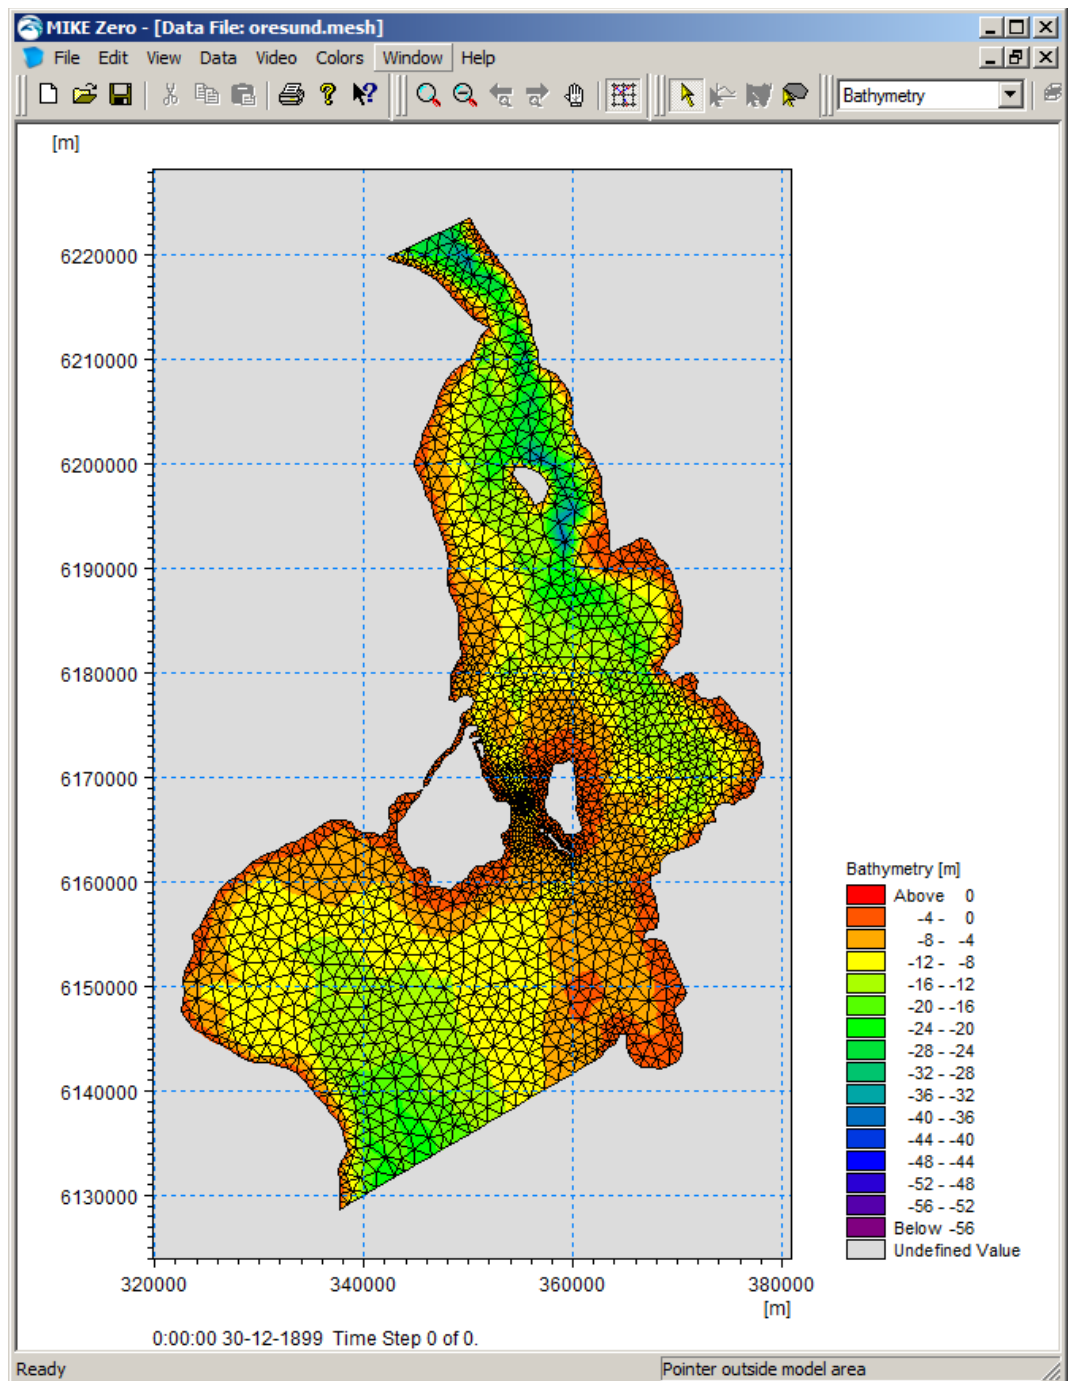 MIKE Zero - [Data File: oresund.mesh]
File Edit View Data Video Colors Window Help
Bathymetry
[m]
6220000
6210000
6200000
6190000
6180000
6170000
6160000
6150000
6140000
6130000
320000 340000 360000 380000
[m]
Bathymetry [m]
Above 0
-4 - 0
-8 - -4
-12 - -8
-16 - -12
-20 - -16
-24 - -20
-28 - -24
-32 - -28
-36 - -32
-40 - -36
-44 - -40
-48 - -44
-52 - -48
-56 - -52
Below -56
Undefined Value
0:00:00 30-12-1899 Time Step 0 of 0.
Ready Pointer outside model area